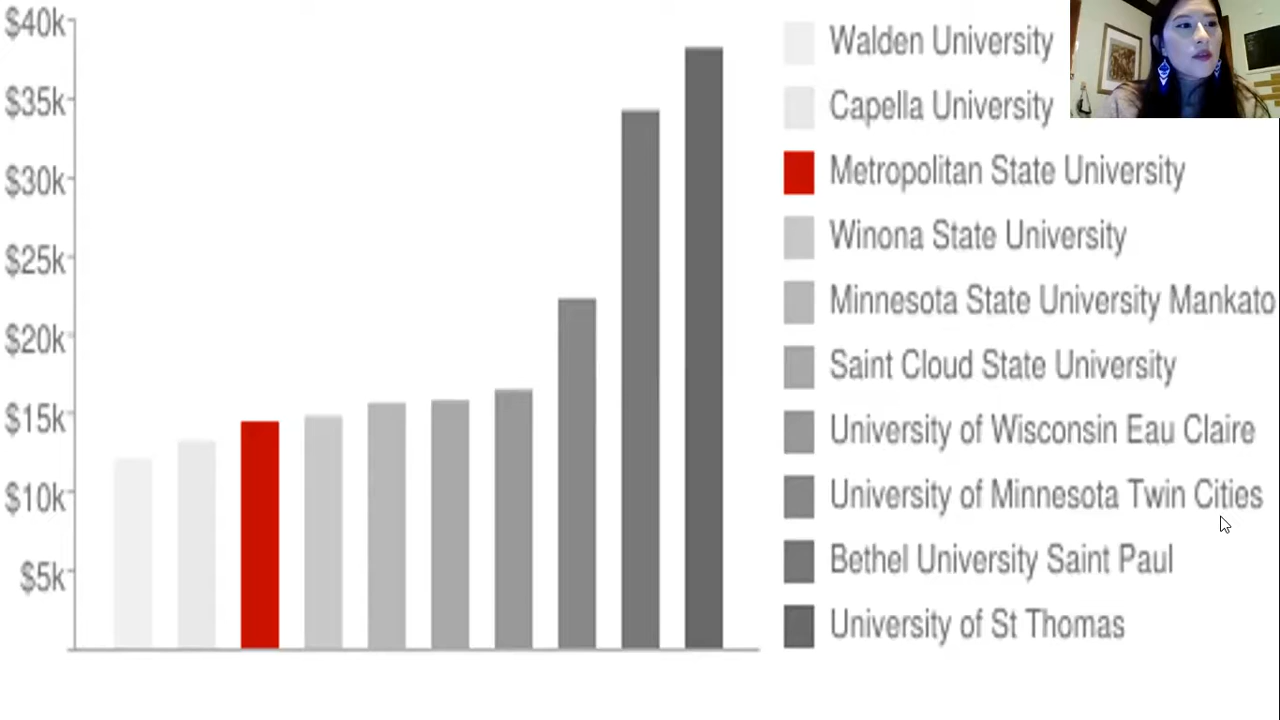 $40k
$35k
$30k
$25k
$20k
$15k
$10k
$5k
Walden University
Capella University
Metropolitan State University
Winona State University
Minnesota State University Mankato
Saint Cloud State University
University of Wisconsin Eau Claire
University of Minnesota Twin Cities
Bethel University Saint Paul
University of St Thomas